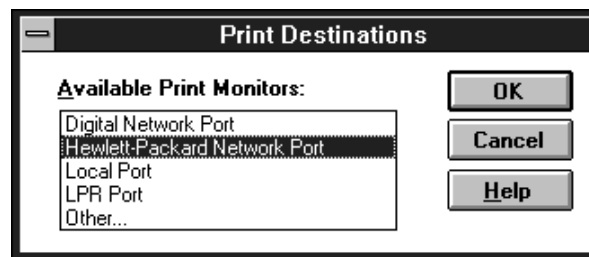 Print Destinations
Available Print Monitors:
Digital Network Port
Hewlett-Packard Network Port
Local Port
LPR Port
Other...
OK
Cancel
Help